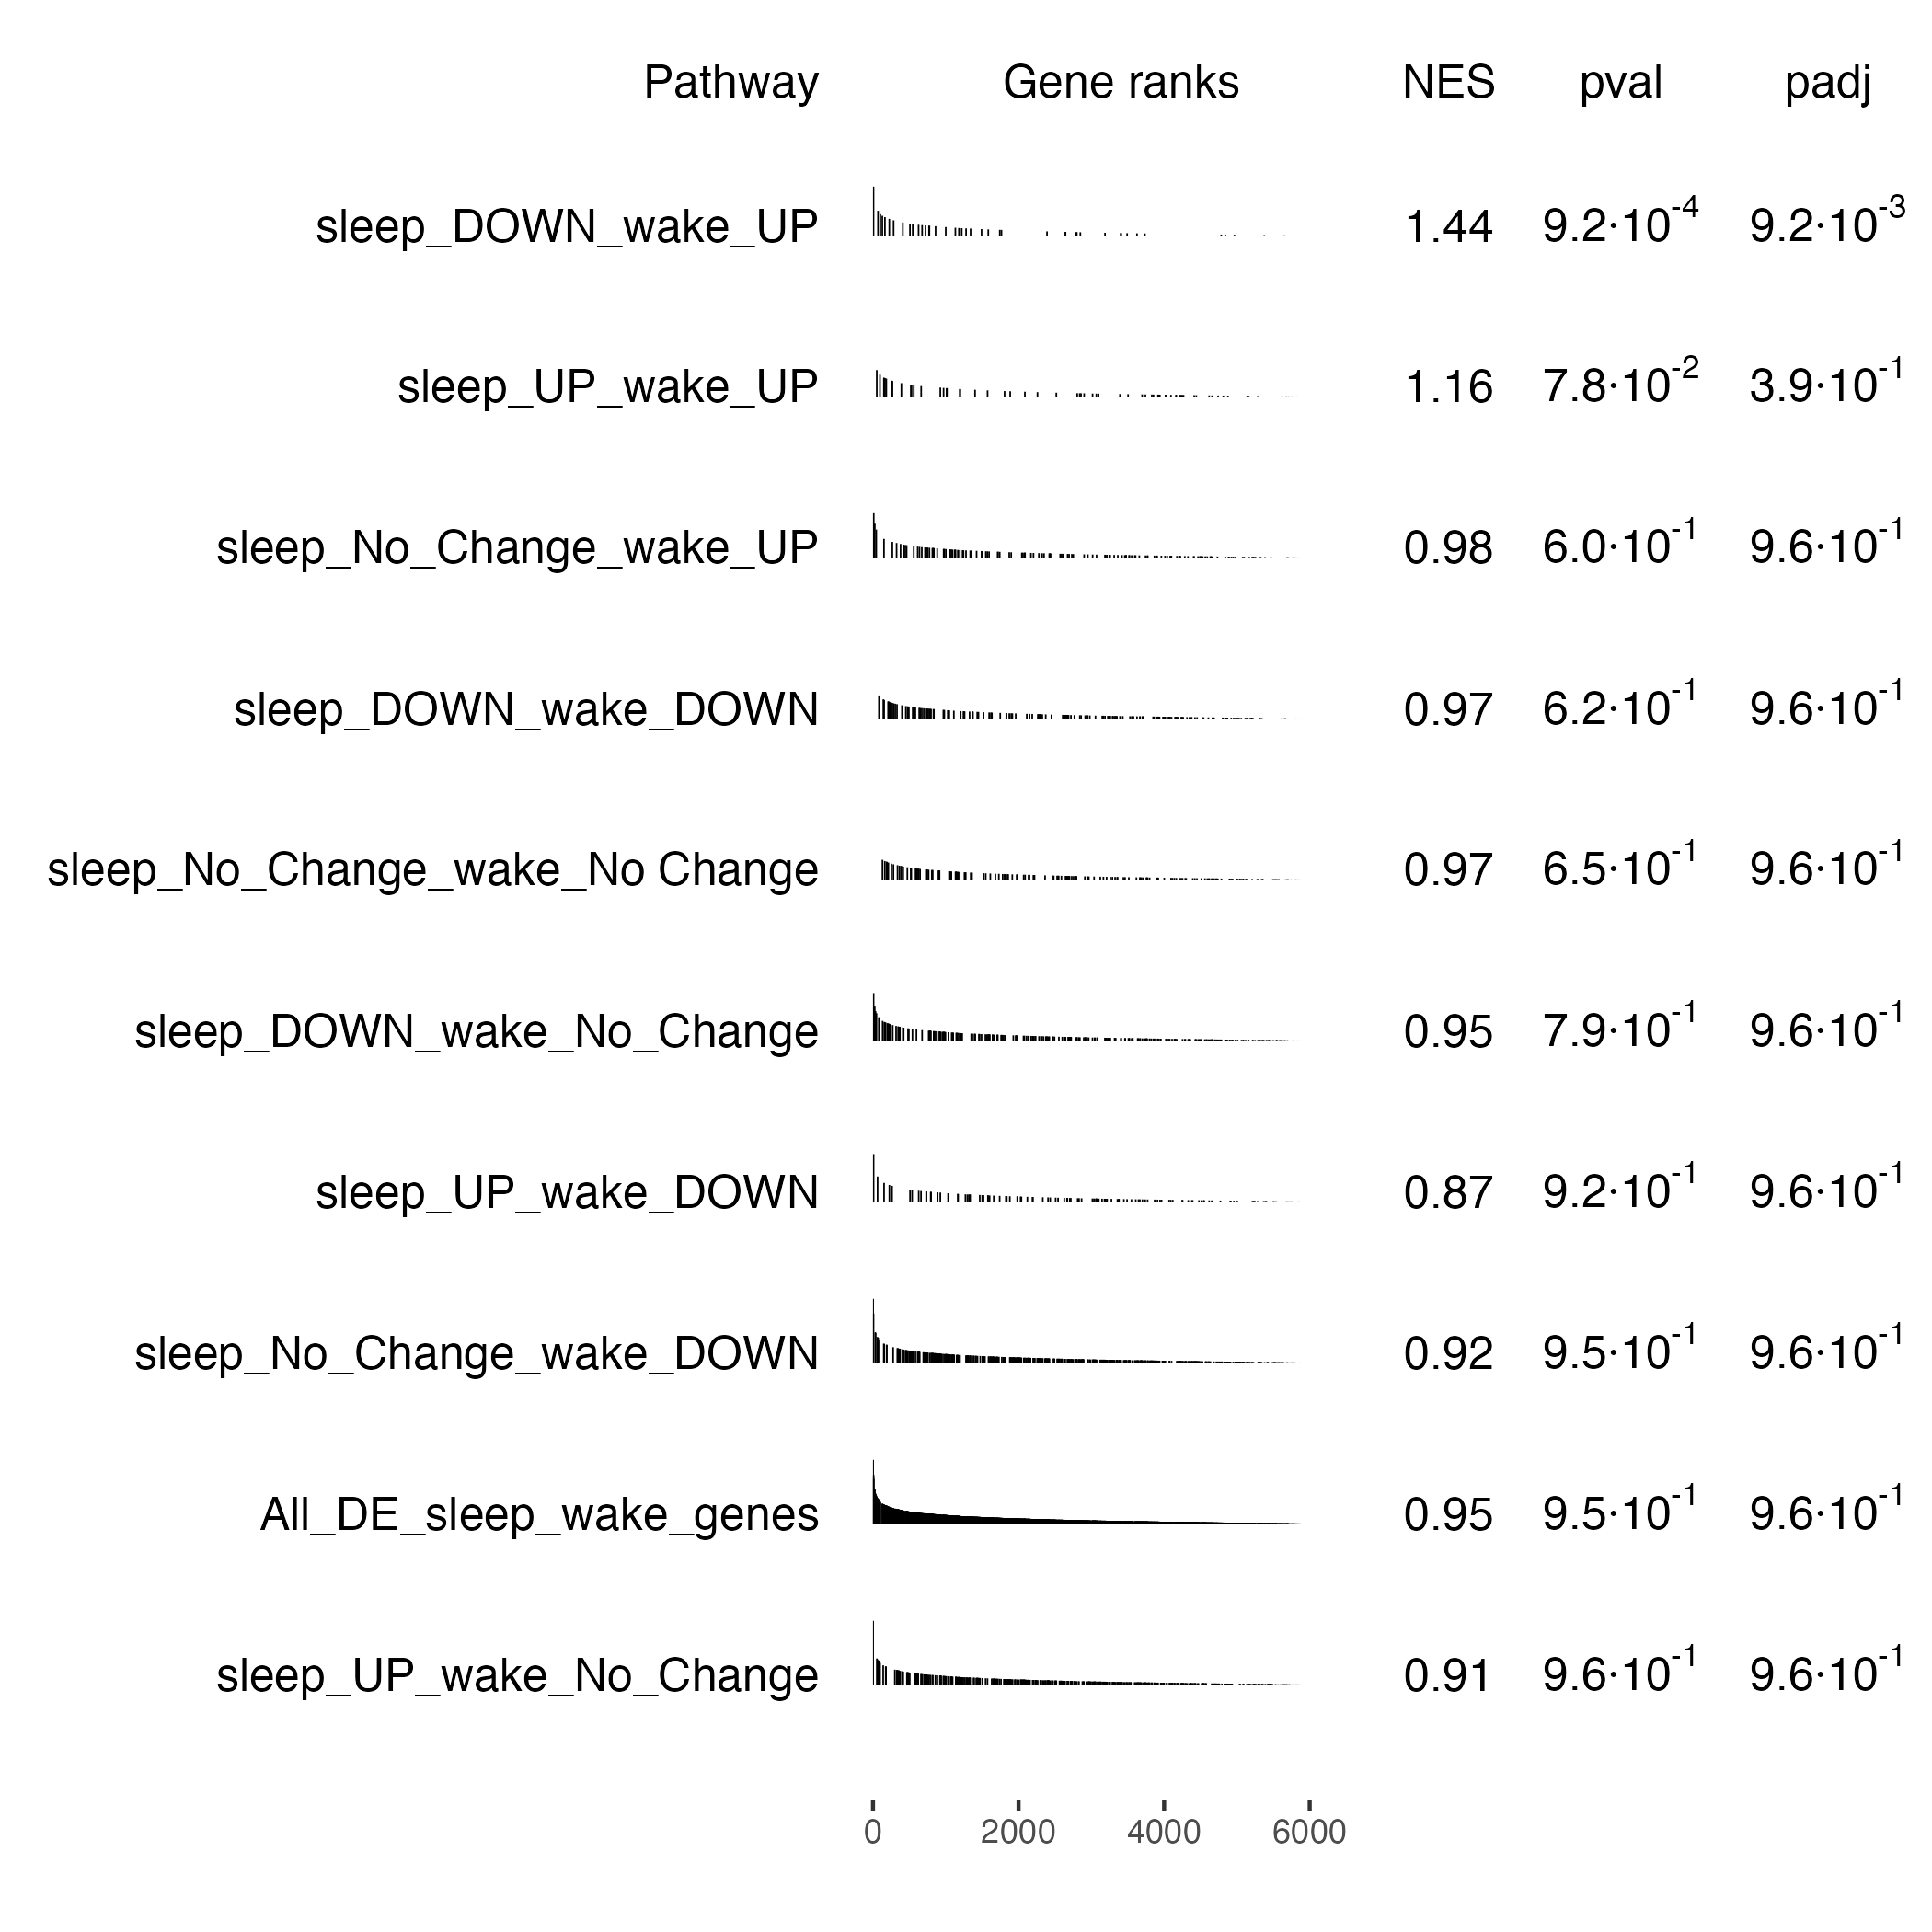 Pathway Gene ranks NES pval padj
sleep_DOWN_wake_UP 1.44 9.2·10⁻⁴ 9.2·10⁻³
sleep_UP_wake_UP 1.16 7.8·10⁻² 3.9·10⁻¹
sleep_No_Change_wake_UP 0.98 6.0·10⁻¹ 9.6·10⁻¹
sleep_DOWN_wake_DOWN 0.97 6.2·10⁻¹ 9.6·10⁻¹
sleep_No_Change_wake_No Change 0.97 6.5·10⁻¹ 9.6·10⁻¹
sleep_DOWN_wake_No_Change 0.95 7.9·10⁻¹ 9.6·10⁻¹
sleep_UP_wake_DOWN 0.87 9.2·10⁻¹ 9.6·10⁻¹
sleep_No_Change_wake_DOWN 0.92 9.5·10⁻¹ 9.6·10⁻¹
All_DE_sleep_wake_genes 0.95 9.5·10⁻¹ 9.6·10⁻¹
sleep_UP_wake_No_Change 0.91 9.6·10⁻¹ 9.6·10⁻¹
0 2000 4000 6000